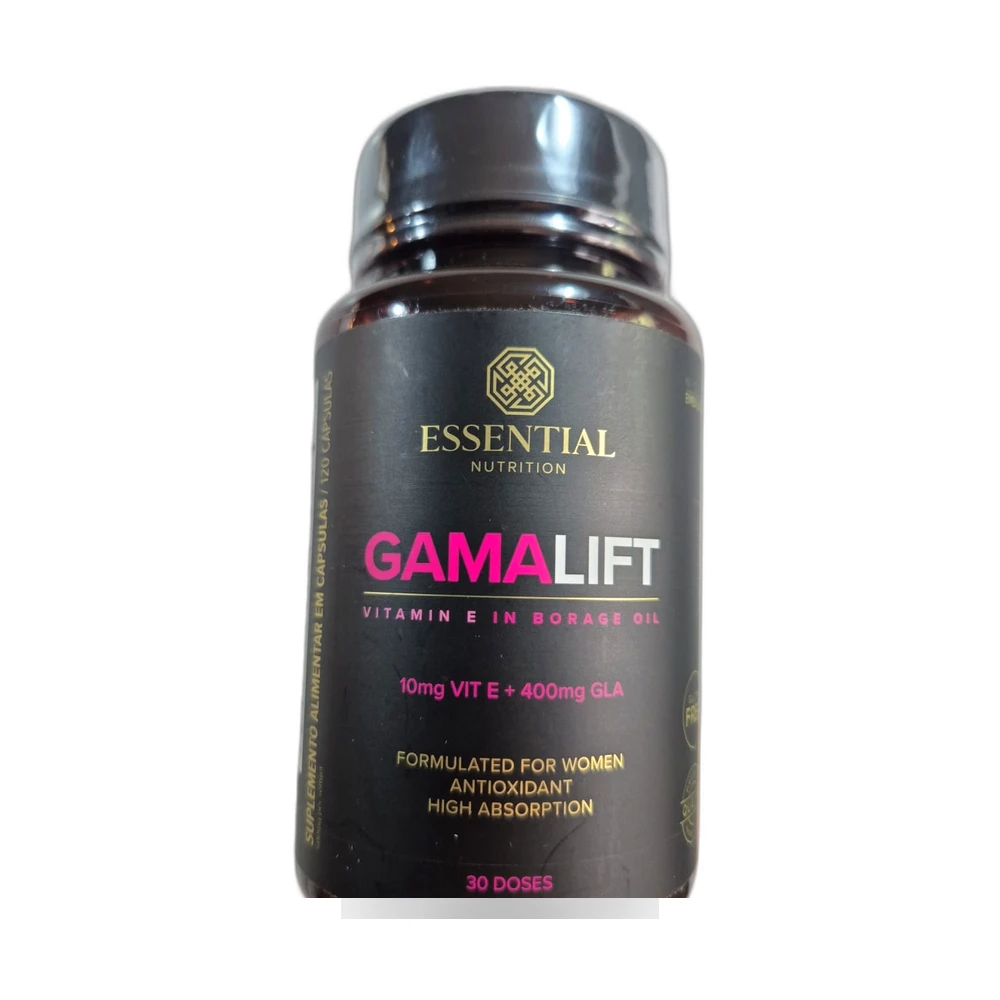 ESSENTIAL
NUTRITION
GAMALIFT
VITAMIN E IN BORAGE OIL
10mg VIT E + 400mg GLA
FORMULATED FOR WOMEN
ANTIOXIDANT
HIGH ABSORPTION
30 DOSES
SUPLEMENTO ALIMENTAR EM CÁPSULAS / 120 CÁPSULAS